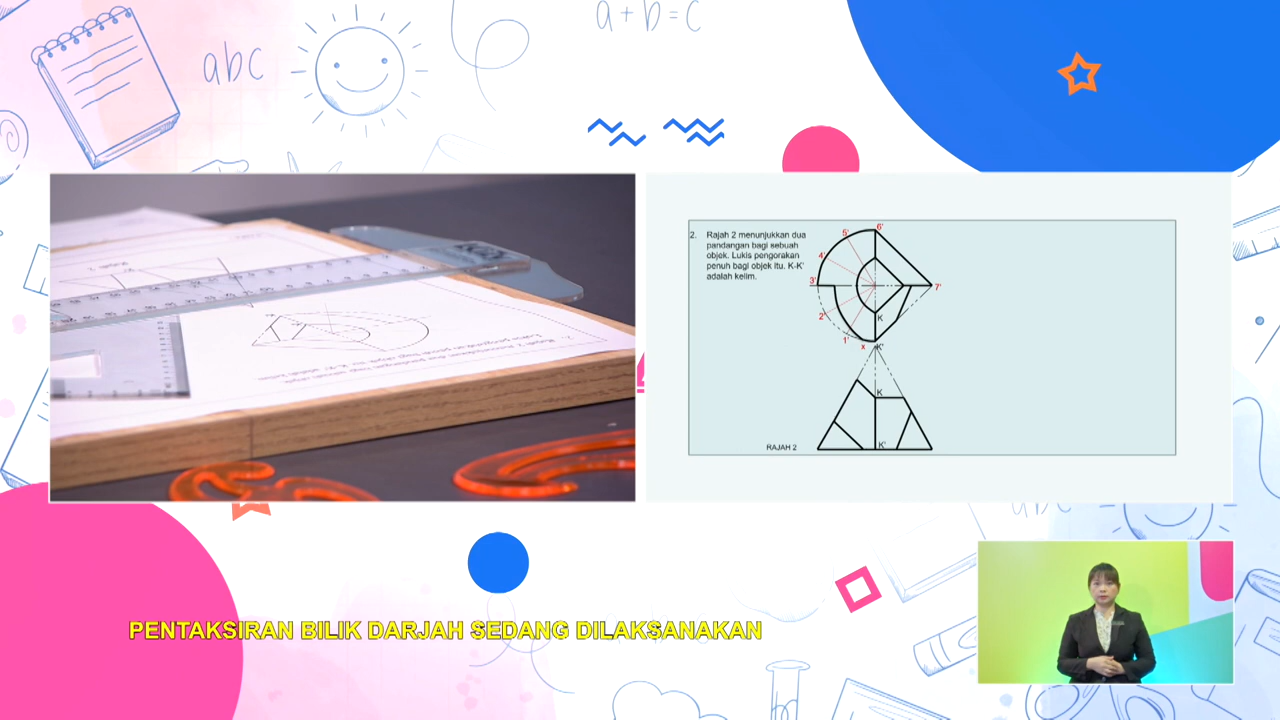 abc
a+b=c
2. Rajah 2 menunjukkan dua
pandangan bagi sebuah
objek. Lukis pengorakan
penuh bagi objek itu. K-K'
adalah kelim.
6'
5'
4'
3'
7'
2'
K
1'
x K'
K
K'
RAJAH 2
abc
PENTAKSIRAN BILIK DARJAH SEDANG DILAKSANAKAN